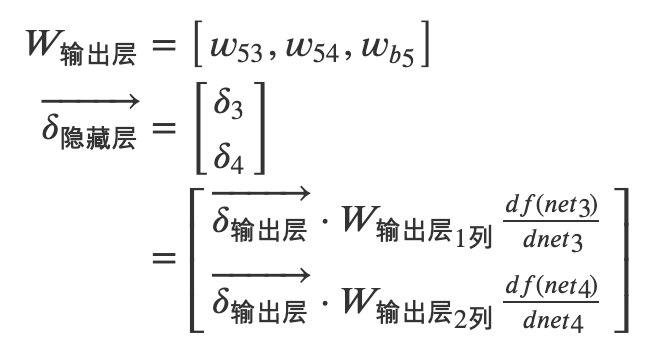 W输出层 = [w53, w54, wb5]
δ隐藏层 = [δ3
δ4]
= [δ输出层 · W输出层1列 df(net3)/dnet3
δ输出层 · W输出层2列 df(net4)/dnet4]